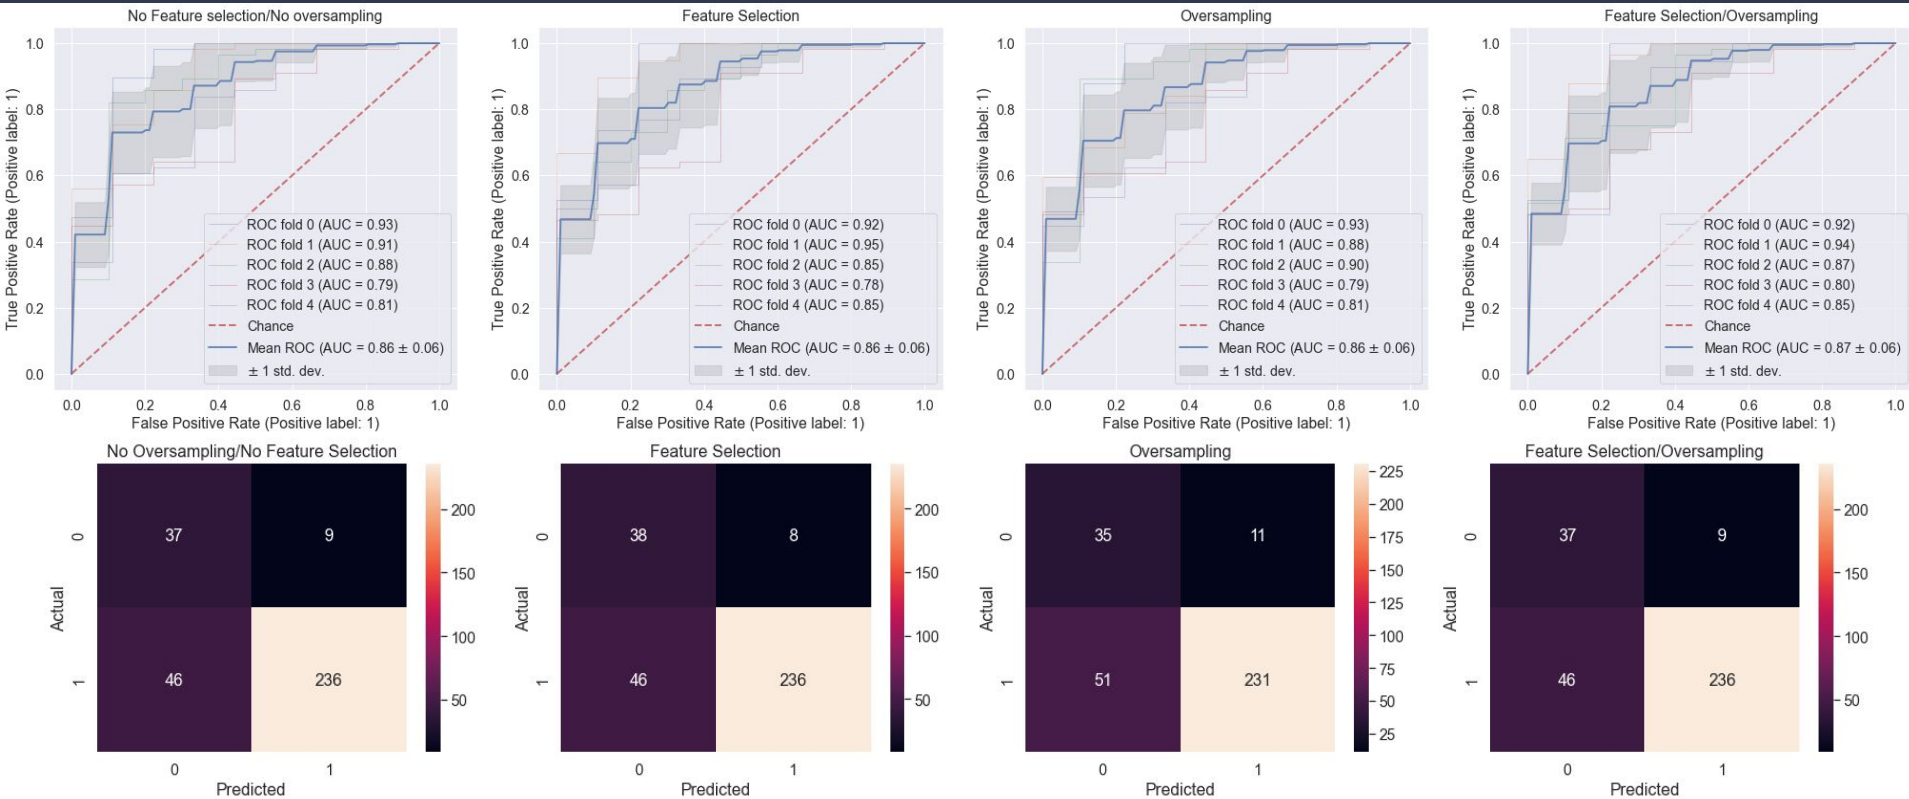 No Feature selection/No oversampling
1.0
0.8
0.6
0.4
0.2
0.0
True Positive Rate (Positive label: 1)
ROC fold 0 (AUC = 0.93)
ROC fold 1 (AUC = 0.91)
ROC fold 2 (AUC = 0.88)
ROC fold 3 (AUC = 0.79)
ROC fold 4 (AUC = 0.81)
Chance
Mean ROC (AUC = 0.86 ± 0.06)
± 1 std. dev.
0.0 0.2 0.4 0.6 0.8 1.0
False Positive Rate (Positive label: 1)
Feature Selection
1.0
0.8
0.6
0.4
0.2
0.0
True Positive Rate (Positive label: 1)
ROC fold 0 (AUC = 0.92)
ROC fold 1 (AUC = 0.95)
ROC fold 2 (AUC = 0.85)
ROC fold 3 (AUC = 0.78)
ROC fold 4 (AUC = 0.85)
Chance
Mean ROC (AUC = 0.86 ± 0.06)
± 1 std. dev.
0.0 0.2 0.4 0.6 0.8 1.0
False Positive Rate (Positive label: 1)
Oversampling
1.0
0.8
0.6
0.4
0.2
0.0
True Positive Rate (Positive label: 1)
ROC fold 0 (AUC = 0.93)
ROC fold 1 (AUC = 0.88)
ROC fold 2 (AUC = 0.90)
ROC fold 3 (AUC = 0.79)
ROC fold 4 (AUC = 0.81)
Chance
Mean ROC (AUC = 0.86 ± 0.06)
± 1 std. dev.
0.0 0.2 0.4 0.6 0.8 1.0
False Positive Rate (Positive label: 1)
Feature Selection/Oversampling
1.0
0.8
0.6
0.4
0.2
0.0
True Positive Rate (Positive label: 1)
ROC fold 0 (AUC = 0.92)
ROC fold 1 (AUC = 0.94)
ROC fold 2 (AUC = 0.87)
ROC fold 3 (AUC = 0.80)
ROC fold 4 (AUC = 0.85)
Chance
Mean ROC (AUC = 0.87 ± 0.06)
± 1 std. dev.
0.0 0.2 0.4 0.6 0.8 1.0
False Positive Rate (Positive label: 1)
No Oversampling/No Feature Selection
Actual
0 37 9
1 46 236
0 1
Predicted
200
150
100
50
Feature Selection
Actual
0 38 8
1 46 236
0 1
Predicted
200
150
100
50
Oversampling
Actual
0 35 11
1 51 231
0 1
Predicted
225
200
175
150
125
100
75
50
25
Feature Selection/Oversampling
Actual
0 37 9
1 46 236
0 1
Predicted
200
150
100
50